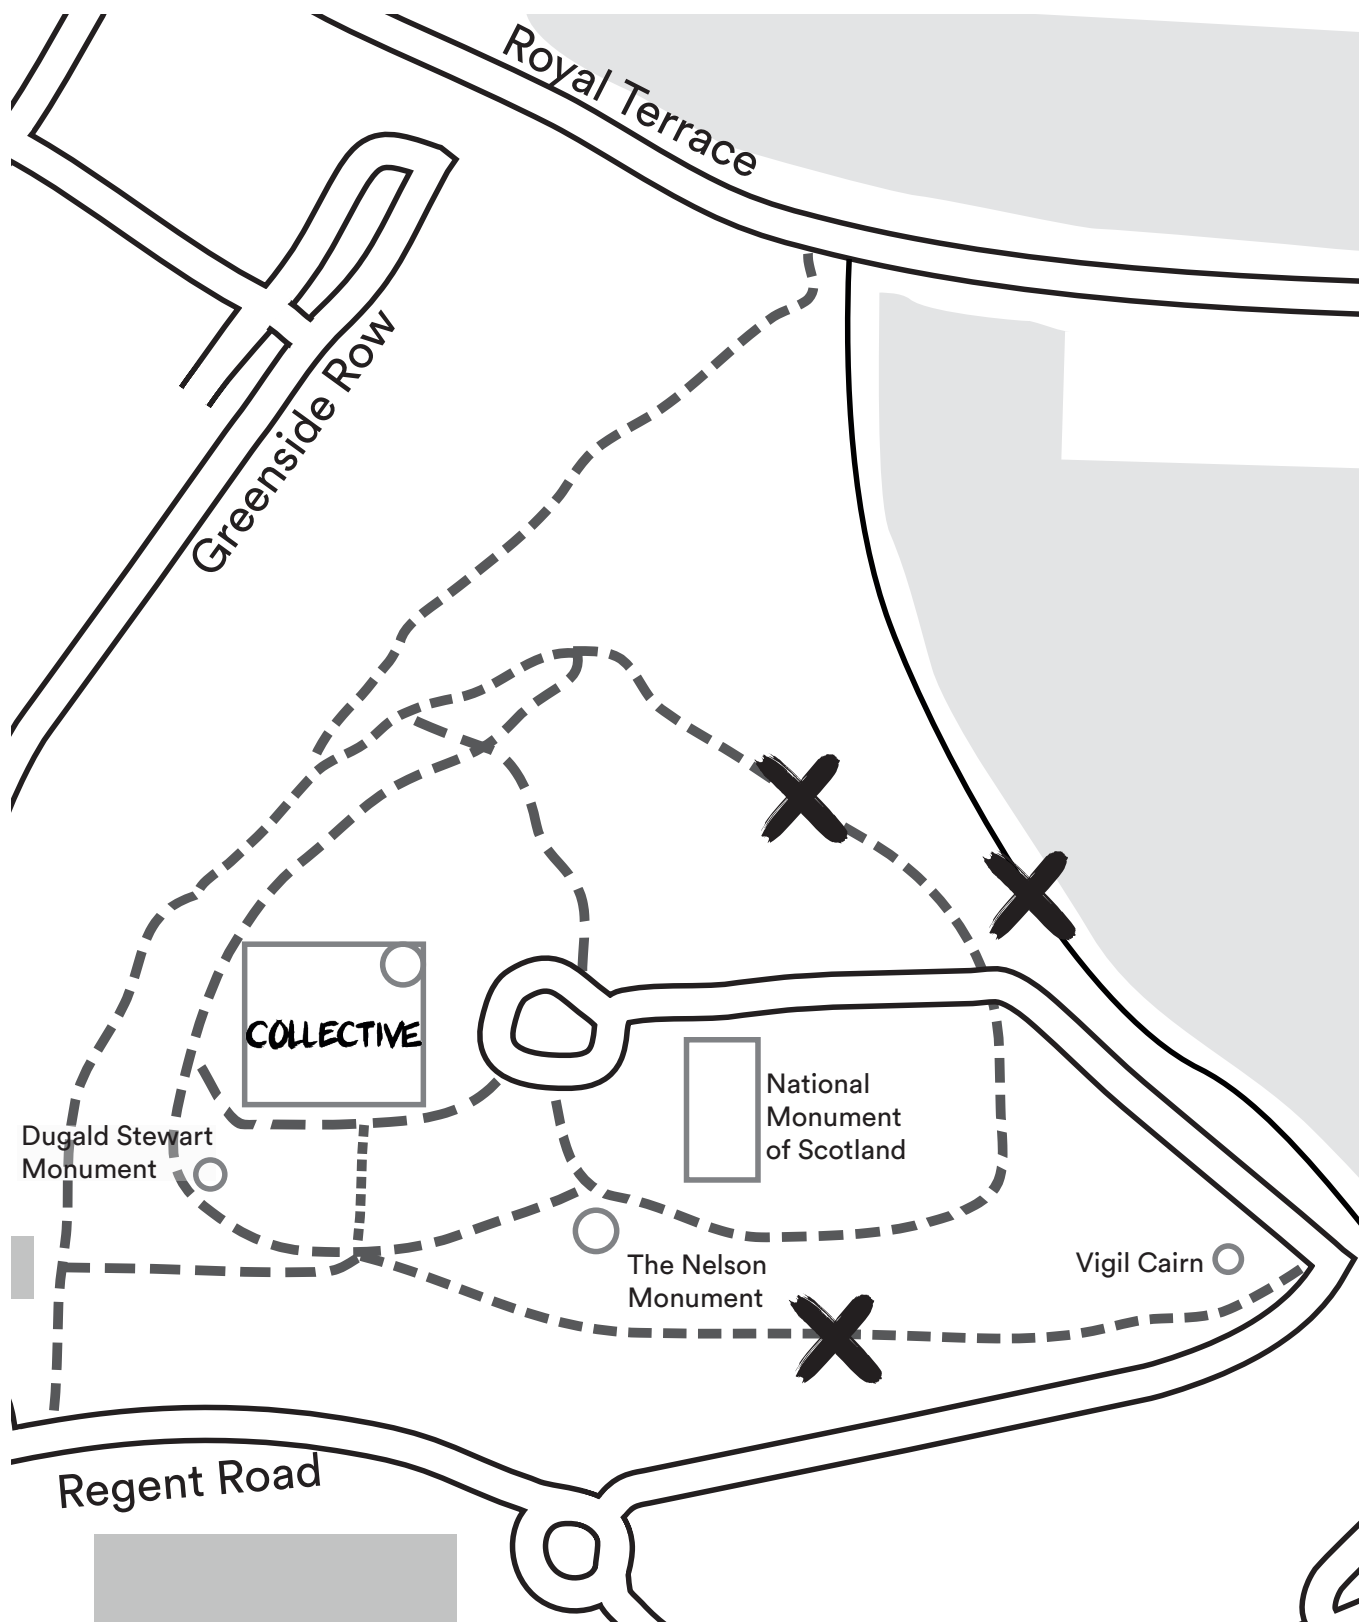 Royal Terrace
Greenside Row
COLLECTIVE
National
Monument
of Scotland
Dugald Stewart
Monument
The Nelson
Monument
Vigil Cairn
Regent Road